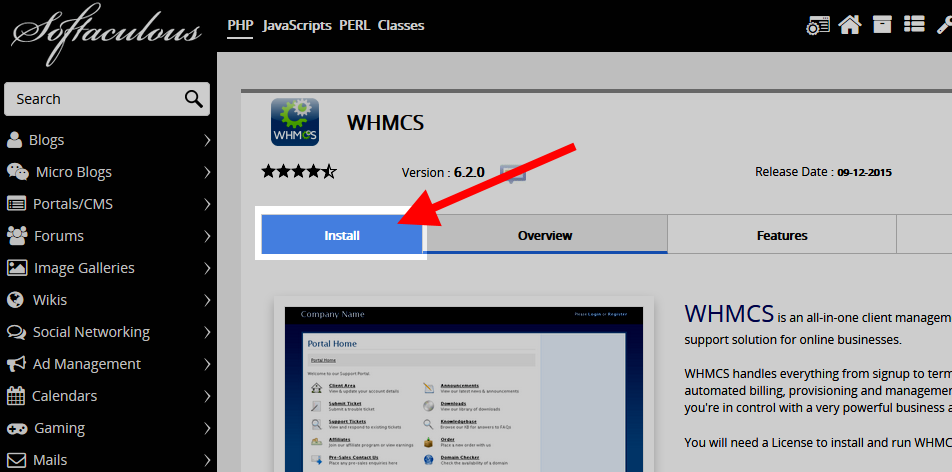 Softaculous
PHP JavaScripts PERL Classes
Search
Blogs
Micro Blogs
Portals/CMS
Forums
Image Galleries
Wikis
Social Networking
Ad Management
Calendars
Gaming
Mails
WHMCS
WHMCS
Version : 6.2.0
Release Date : 09-12-2015
Install
Overview
Features
Company Name
Please Login or Register
Portal Home
Portal Home
Welcome to our Support Portal
Client Area
View & update your account details
Announcements
View our latest news & announcements
Submit Ticket
Submit a trouble ticket
Downloads
View our library of downloads
Support Tickets
View and respond to existing tickets
Knowledgebase
Browse our KB for answers to FAQs
Affiliates
Join our affiliate program or view earnings
Order
Place a new order with us
Pre-Sales Contact Us
Place any pre-sales enquires here
Domain Checker
Check the availability of a domain
WHMCS is an all-in-one client managem
support solution for online businesses.
WHMCS handles everything from signup to term
automated billing, provisioning and managemen
you're in control with a very powerful business a
You will need a License to install and run WHMC